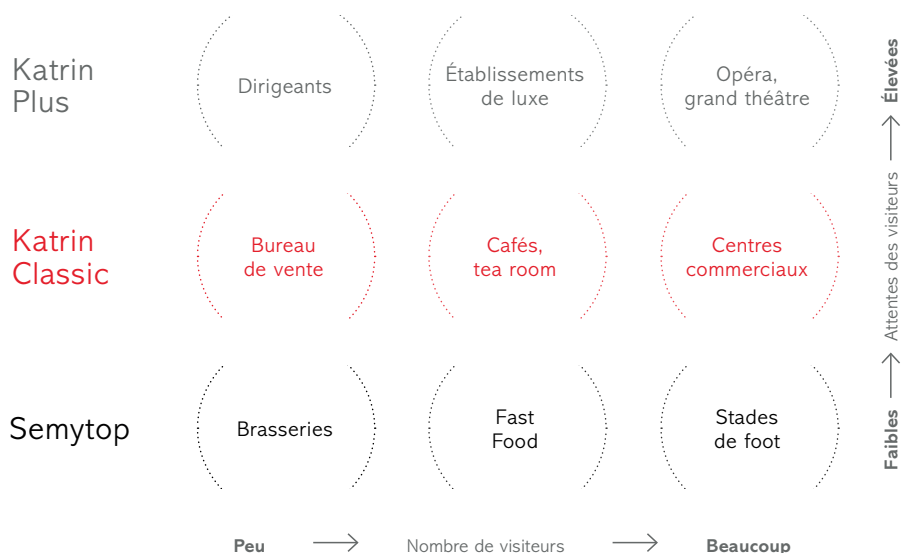 Katrin
Plus
Dirigeants
Établissements
de luxe
Opéra,
grand théâtre
Katrin
Classic
Bureau
de vente
Cafés,
tea room
Centres
commerciaux
Semytop
Brasseries
Fast
Food
Stades
de foot
Faibles → Attentes des visiteurs → Élevées
Peu → Nombre de visiteurs → Beaucoup